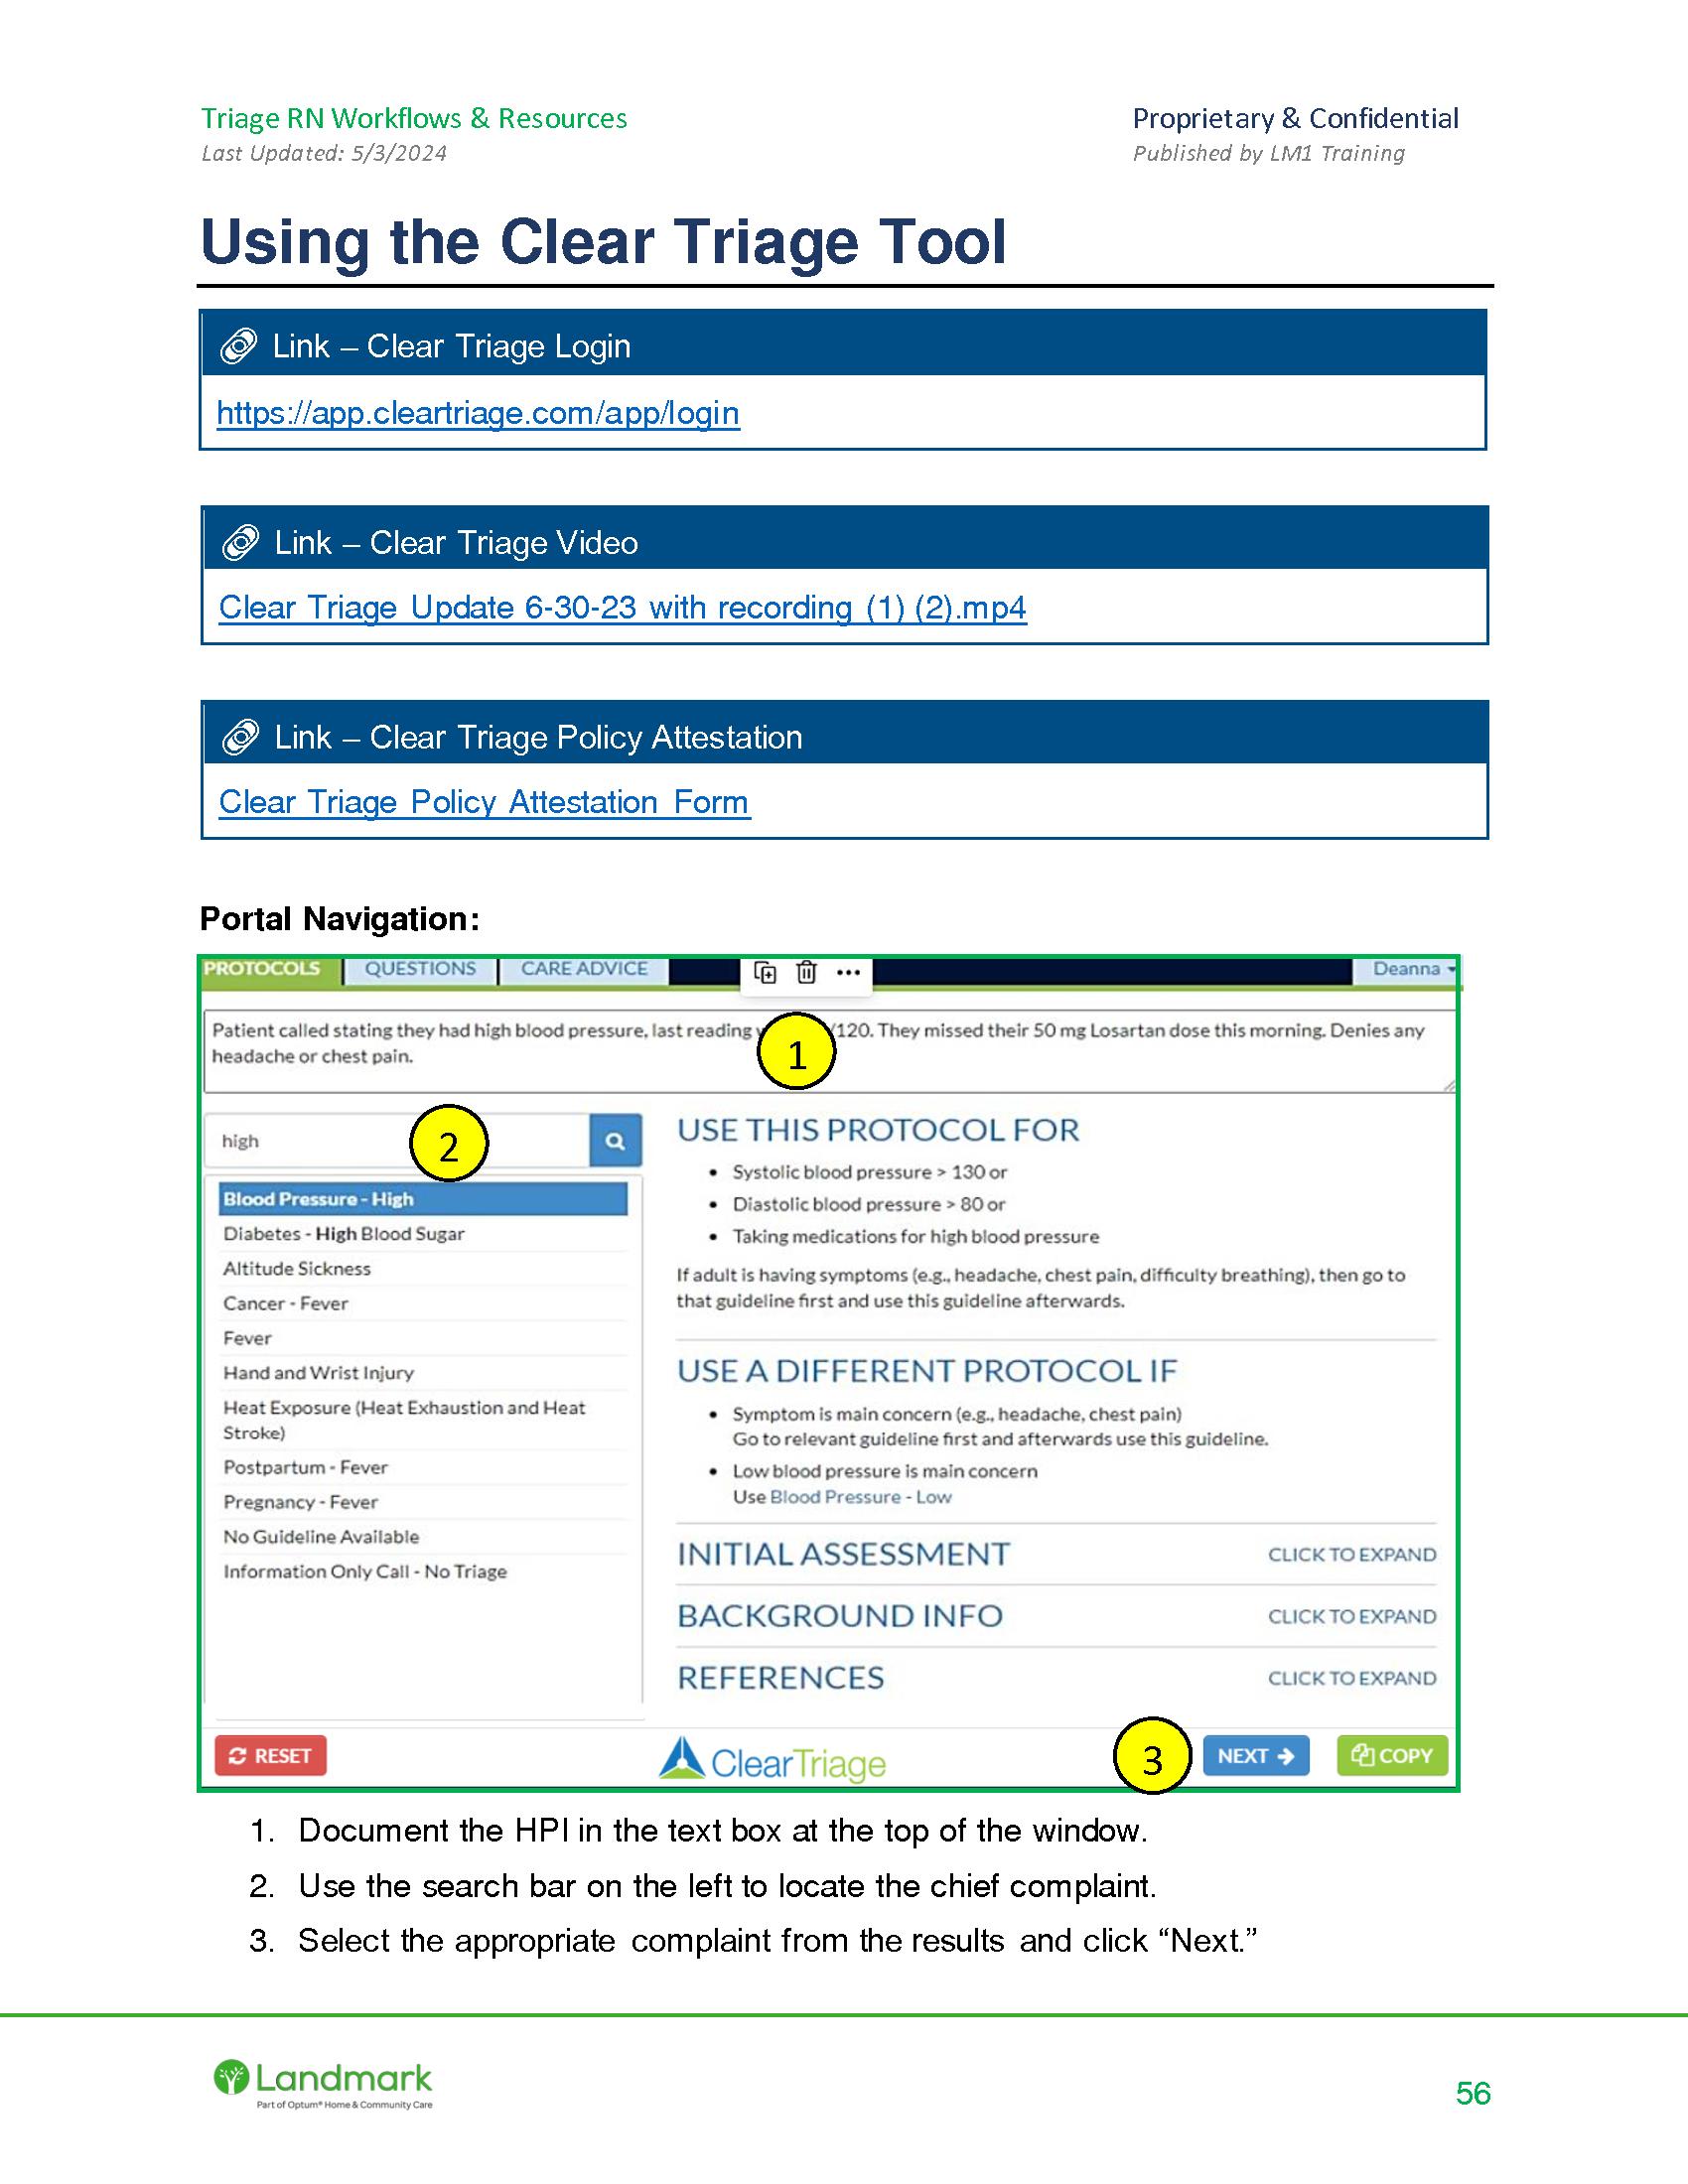 Triage RN Workflows & Resources
Proprietary & Confidential
Last Updated: 5/3/2024
Published by LM1 Training
Using the Clear Triage Tool
Link – Clear Triage Login
https://app.cleartriage.com/app/login
Link – Clear Triage Video
Clear Triage Update 6-30-23 with recording (1) (2).mp4
Link – Clear Triage Policy Attestation
Clear Triage Policy Attestation Form
Portal Navigation:
PROTOCOLS
QUESTIONS
CARE ADVICE
Deanna
Patient called stating they had high blood pressure, last reading /120. They missed their 50 mg Losartan dose this morning. Denies any
headache or chest pain.
1
high
2
Blood Pressure - High
Diabetes - High Blood Sugar
Altitude Sickness
Cancer - Fever
Fever
Hand and Wrist Injury
Heat Exposure (Heat Exhaustion and Heat
Stroke)
Postpartum - Fever
Pregnancy - Fever
No Guideline Available
Information Only Call - No Triage
USE THIS PROTOCOL FOR
• Systolic blood pressure > 130 or
• Diastolic blood pressure > 80 or
• Taking medications for high blood pressure
If adult is having symptoms (e.g., headache, chest pain, difficulty breathing), then go to
that guideline first and use this guideline afterwards.
USE A DIFFERENT PROTOCOL IF
• Symptom is main concern (e.g., headache, chest pain)
Go to relevant guideline first and afterwards use this guideline.
• Low blood pressure is main concern
Use Blood Pressure - Low
INITIAL ASSESSMENT
CLICK TO EXPAND
BACKGROUND INFO
CLICK TO EXPAND
REFERENCES
CLICK TO EXPAND
RESET
ClearTriage
3
NEXT
COPY
1. Document the HPI in the text box at the top of the window.
2. Use the search bar on the left to locate the chief complaint.
3. Select the appropriate complaint from the results and click “Next.”
Landmark
Part of Optum® Home & Community Care
56